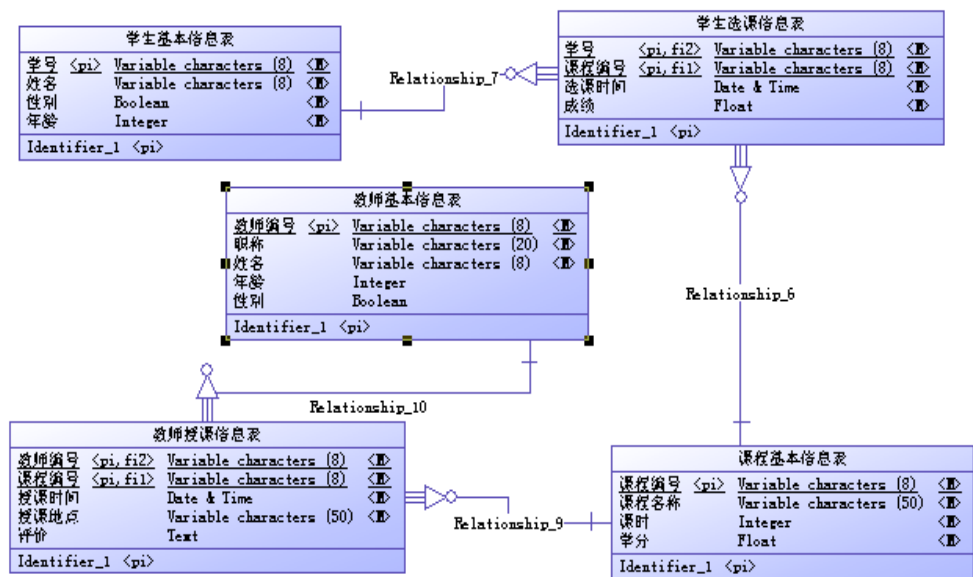 学生基本信息表
学号 <pi> Variable characters (8) <M>
姓名 Variable characters (8) <M>
性别 Boolean <M>
年龄 Integer <M>
Identifier_1 <pi>
Relationship_7
学生选课信息表
学号 <pi,fi2> Variable characters (8) <M>
课程编号 <pi,fi1> Variable characters (8) <M>
选课时间 Date & Time <M>
成绩 Float <M>
Identifier_1 <pi>
教师基本信息表
教师编号 <pi> Variable characters (8) <M>
职称 Variable characters (20) <M>
姓名 Variable characters (8) <M>
年龄 Integer
性别 Boolean
Identifier_1 <pi>
Relationship_6
Relationship_10
教师授课信息表
教师编号 <pi,fi2> Variable characters (8) <M>
课程编号 <pi,fi1> Variable characters (8) <M>
授课时间 Date & Time <M>
授课地点 Variable characters (50) <M>
评价 Text
Identifier_1 <pi>
Relationship_9
课程基本信息表
课程编号 <pi> Variable characters (8) <M>
课程名称 Variable characters (50) <M>
课时 Integer <M>
学分 Float <M>
Identifier_1 <pi>